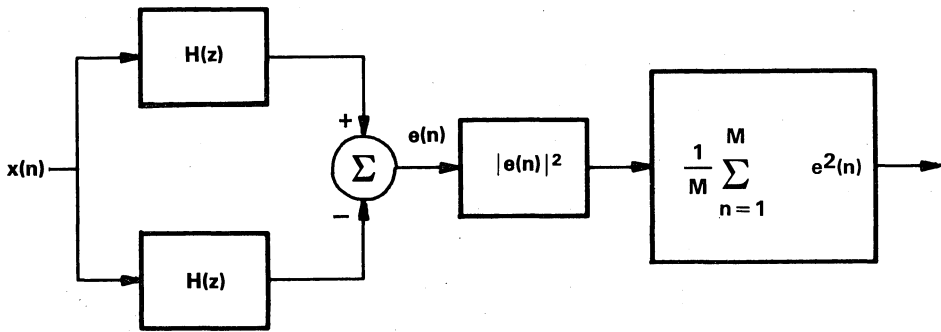 H(z)
x(n)
+
Σ
−
e(n)
|e(n)|²
1/M M Σ n=1 e²(n)
H(z)